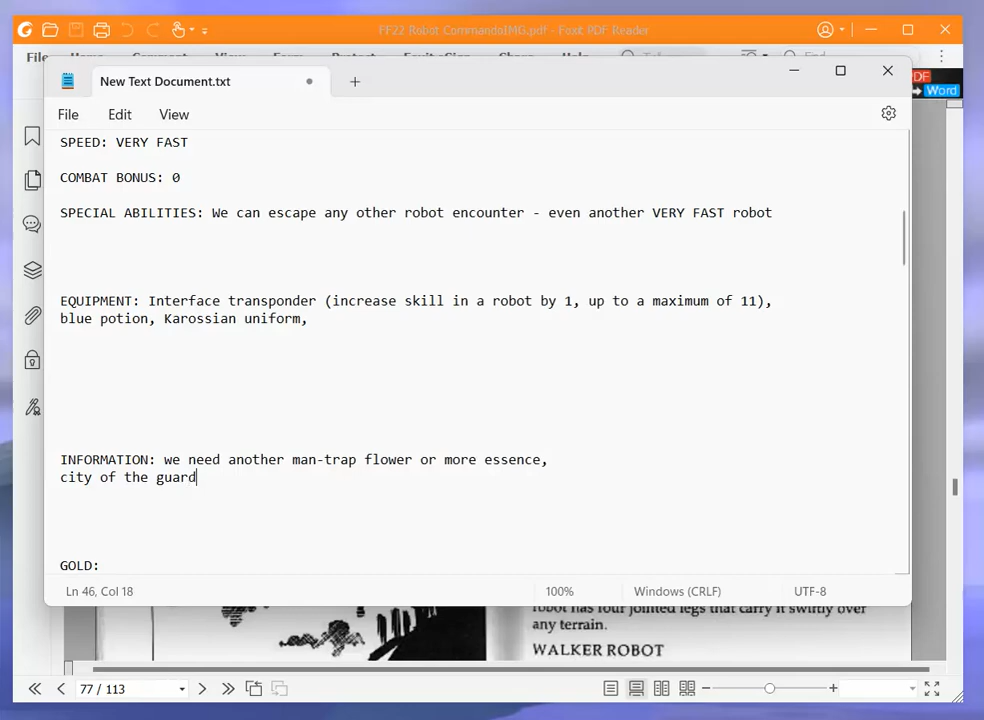 FF22 Robot CommandoIMG.pdf - Foxit PDF Reader
File
New Text Document.txt
PDF
Word
File Edit View
SPEED: VERY FAST
COMBAT BONUS: 0
SPECIAL ABILITIES: We can escape any other robot encounter - even another VERY FAST robot
EQUIPMENT: Interface transponder (increase skill in a robot by 1, up to a maximum of 11),
blue potion, Karossian uniform,
INFORMATION: we need another man-trap flower or more essence,
city of the guard
GOLD:
Ln 46, Col 18 100% Windows (CRLF) UTF-8
robot has four jointed legs that carry it swiftly over
any terrain.
WALKER ROBOT
77 / 113